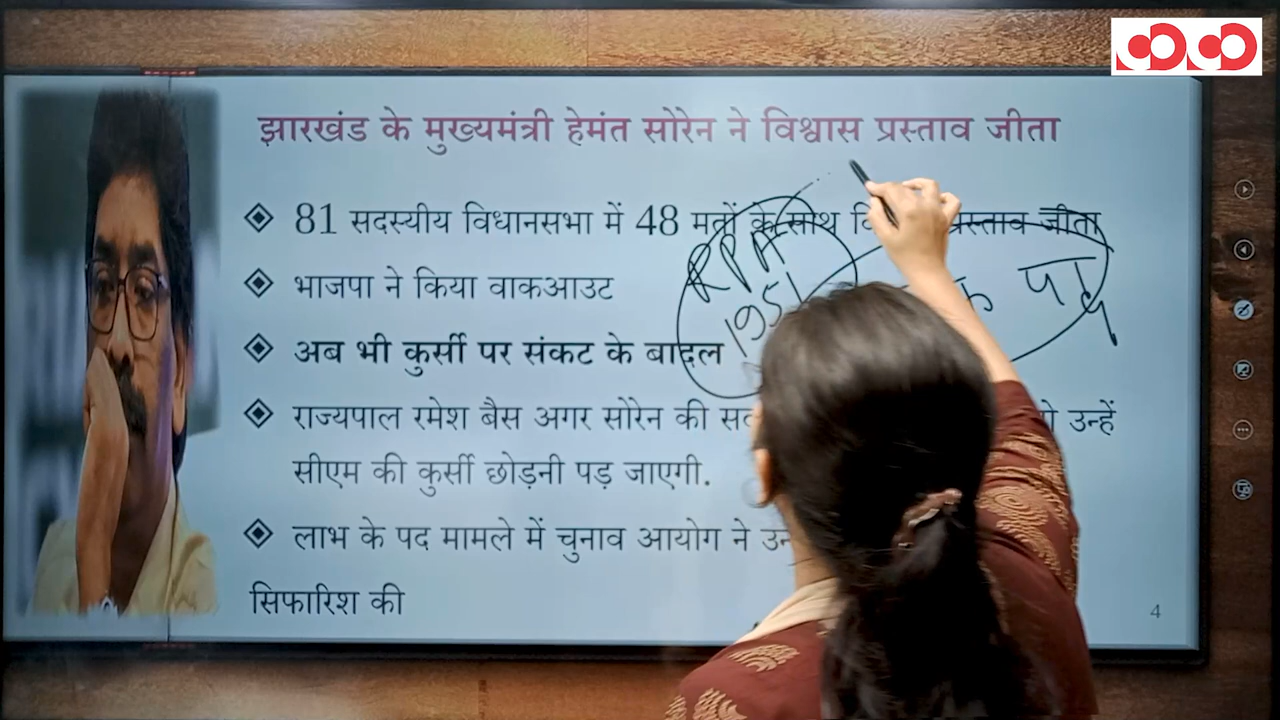 झारखंड के मुख्यमंत्री हेमंत सोरेन ने विश्वास प्रस्ताव जीता
81 सदस्यीय विधानसभा में 48 मतों के साथ प्रस्ताव जीता
भाजपा ने किया वाकआउट
RPA
1951
अब भी कुर्सी पर संकट के बादल
राज्यपाल रमेश बैस अगर सोरेन की उन्हें
सीएम की कुर्सी छोड़नी पड़ जाएगी.
लाभ के पद मामले में चुनाव आयोग ने
सिफारिश की
4